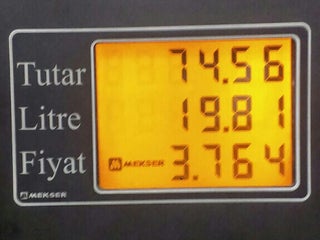 Tutar 74.56
Litre 19.81
Fiyat MEKSER 3.764
MEKSER